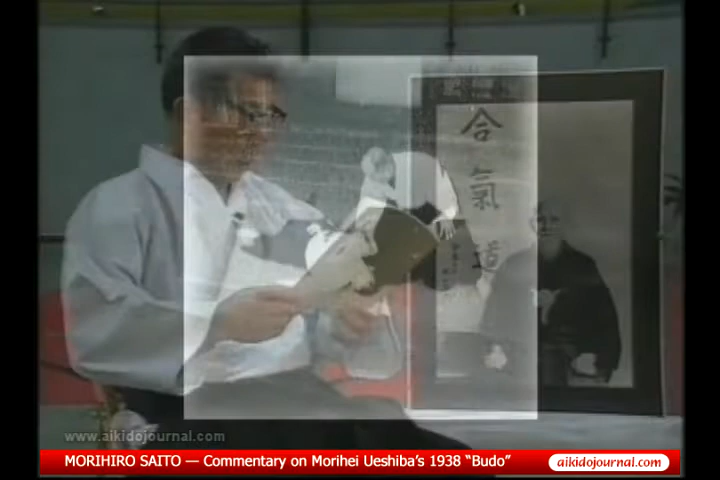 合
氣
道
www.aikidojournal.com
MORIHIRO SAITO — Commentary on Morihei Ueshiba's 1938 “Budo”
aikidojournal.com